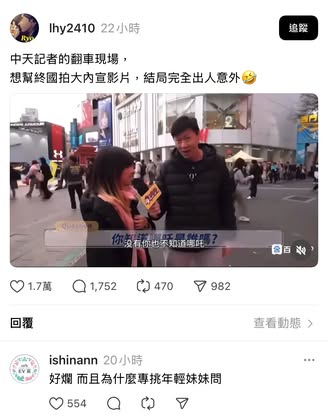 lhy2410 22小時
追蹤
中天記者的翻車現場，
想幫終國拍大內宣影片，結局完全出人意外🤣
没有你也不知道哪吒
百
1.7萬 1,752 470 982
回覆 查看動態
ishinann 20小時
好爛 而且為什麼專挑年輕妹妹問
554